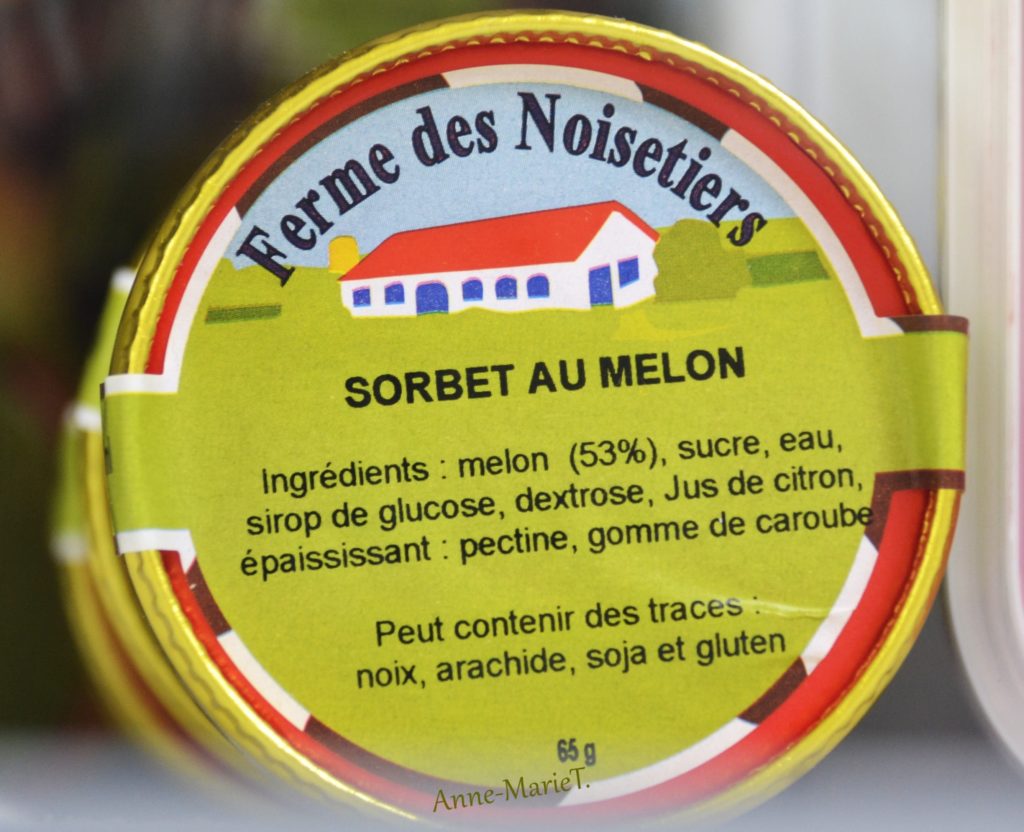 Ferme des Noisetiers
SORBET AU MELON
Ingrédients : melon (53%), sucre, eau,
sirop de glucose, dextrose, Jus de citron,
épaississant : pectine, gomme de caroube
Peut contenir des traces :
noix, arachide, soja et gluten
65 g
Anne-MarieT.